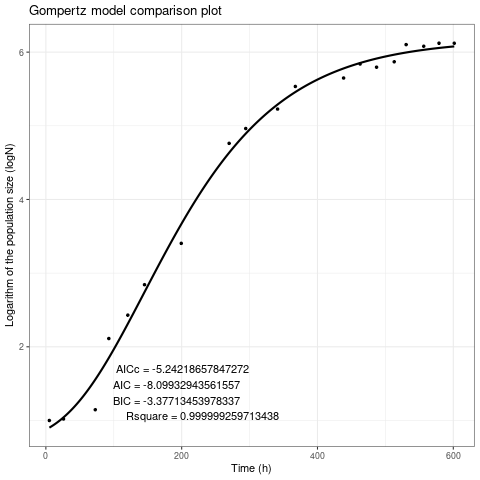 Gompertz model comparison plot
Logarithm of the population size (logN)
6
4
2
AICc = -5.24218657847272
AIC = -8.09932943561557
BIC = -3.37713453978337
Rsquare = 0.999999259713438
0
200
400
600
Time (h)